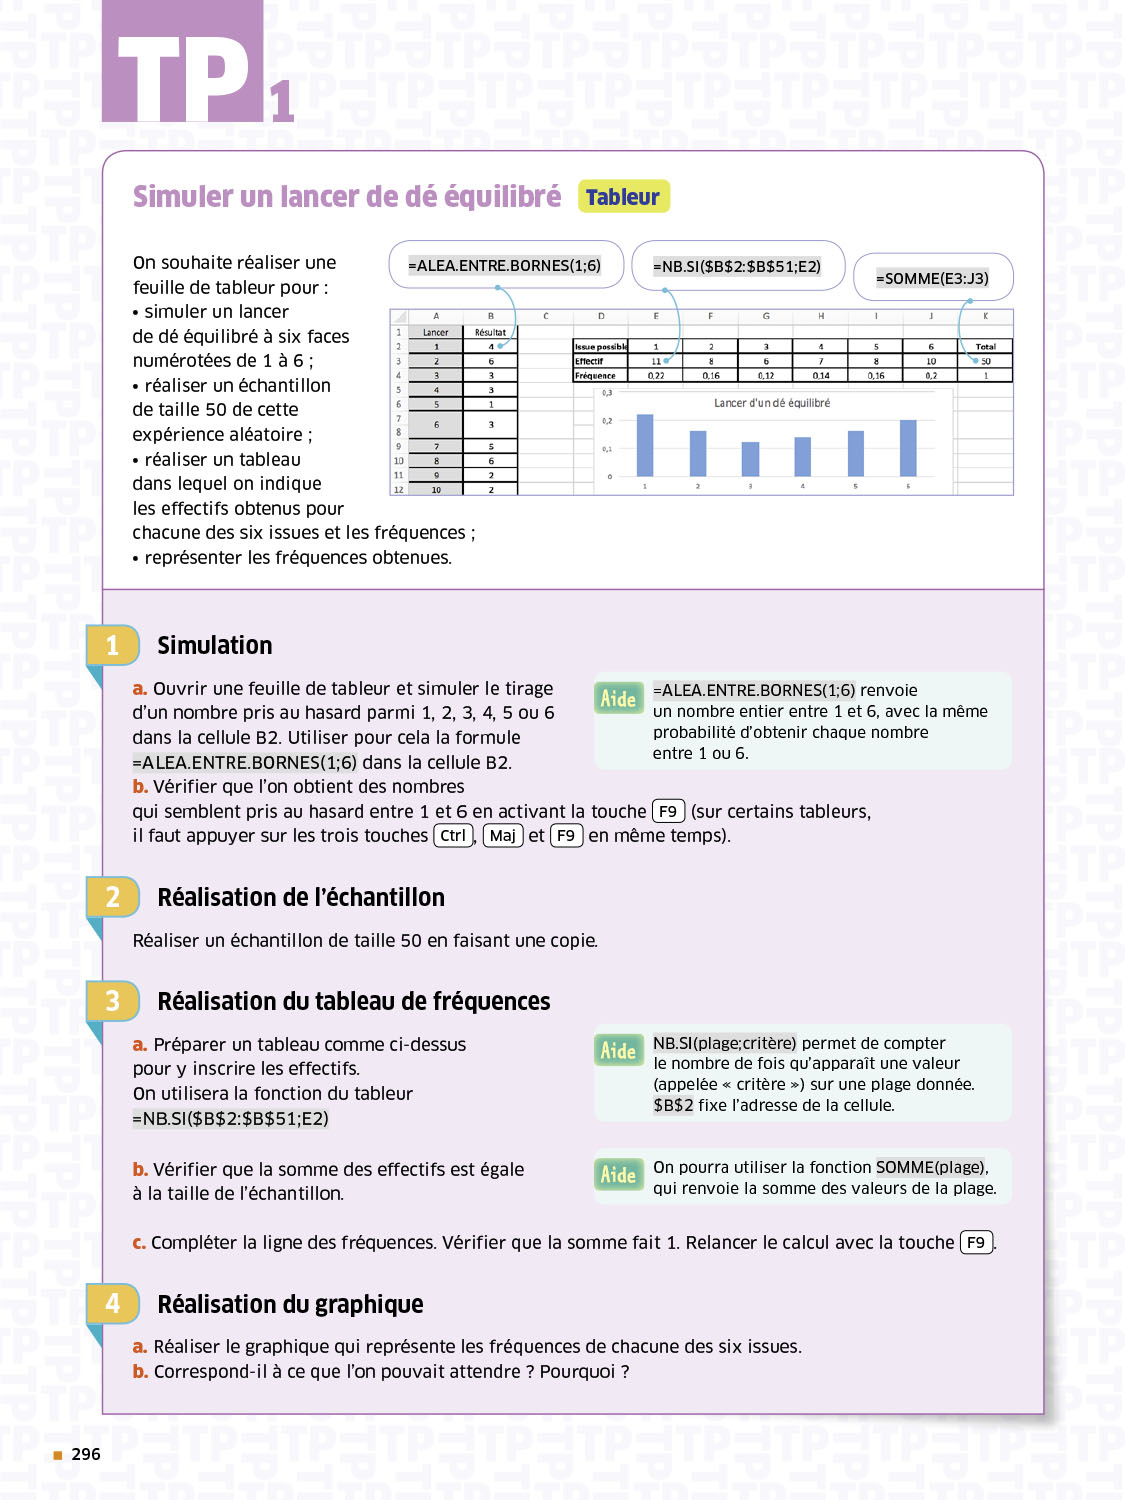 TP 1
Simuler un lancer de dé équilibré Tableur
On souhaite réaliser une
feuille de tableur pour :
• simuler un lancer
de dé équilibré à six faces
numérotées de 1 à 6 ;
• réaliser un échantillon
de taille 50 de cette
expérience aléatoire ;
• réaliser un tableau
dans lequel on indique
les effectifs obtenus pour
chacune des six issues et les fréquences ;
• représenter les fréquences obtenues.
=ALEA.ENTRE.BORNES(1;6)
=NB.SI($B$2:$B$51;E2)
=SOMME(E3:J3)
A B C D E F G H I J K
1 Lancer Résultat
2 1 4 Issue possible 1 2 3 4 5 6 Total
3 2 6 Effectif 11 8 6 7 8 10 50
4 3 3 Fréquence 0,22 0,16 0,12 0,14 0,16 0,2 1
5 4 3
6 5 1
7
8 6 3
9 7 5
10 8 6
11 9 2
12 10 2
Lancer d'un dé équilibré
0,3
0,2
0,1
0
1 2 3 4 5 6
1 Simulation
a. Ouvrir une feuille de tableur et simuler le tirage
d'un nombre pris au hasard parmi 1, 2, 3, 4, 5 ou 6
dans la cellule B2. Utiliser pour cela la formule
=ALEA.ENTRE.BORNES(1;6) dans la cellule B2.
b. Vérifier que l'on obtient des nombres
qui semblent pris au hasard entre 1 et 6 en activant la touche F9 (sur certains tableurs,
il faut appuyer sur les trois touches Ctrl, Maj et F9 en même temps).
Aide =ALEA.ENTRE.BORNES(1;6) renvoie
un nombre entier entre 1 et 6, avec la même
probabilité d'obtenir chaque nombre
entre 1 ou 6.
2 Réalisation de l'échantillon
Réaliser un échantillon de taille 50 en faisant une copie.
3 Réalisation du tableau de fréquences
a. Préparer un tableau comme ci-dessus
pour y inscrire les effectifs.
On utilisera la fonction du tableur
=NB.SI($B$2:$B$51;E2)
Aide NB.SI(plage;critère) permet de compter
le nombre de fois qu'apparaît une valeur
(appelée « critère ») sur une plage donnée.
$B$2 fixe l'adresse de la cellule.
b. Vérifier que la somme des effectifs est égale
à la taille de l'échantillon.
Aide On pourra utiliser la fonction SOMME(plage),
qui renvoie la somme des valeurs de la plage.
c. Compléter la ligne des fréquences. Vérifier que la somme fait 1. Relancer le calcul avec la touche F9.
4 Réalisation du graphique
a. Réaliser le graphique qui représente les fréquences de chacune des six issues.
b. Correspond-il à ce que l'on pouvait attendre ? Pourquoi ?
296